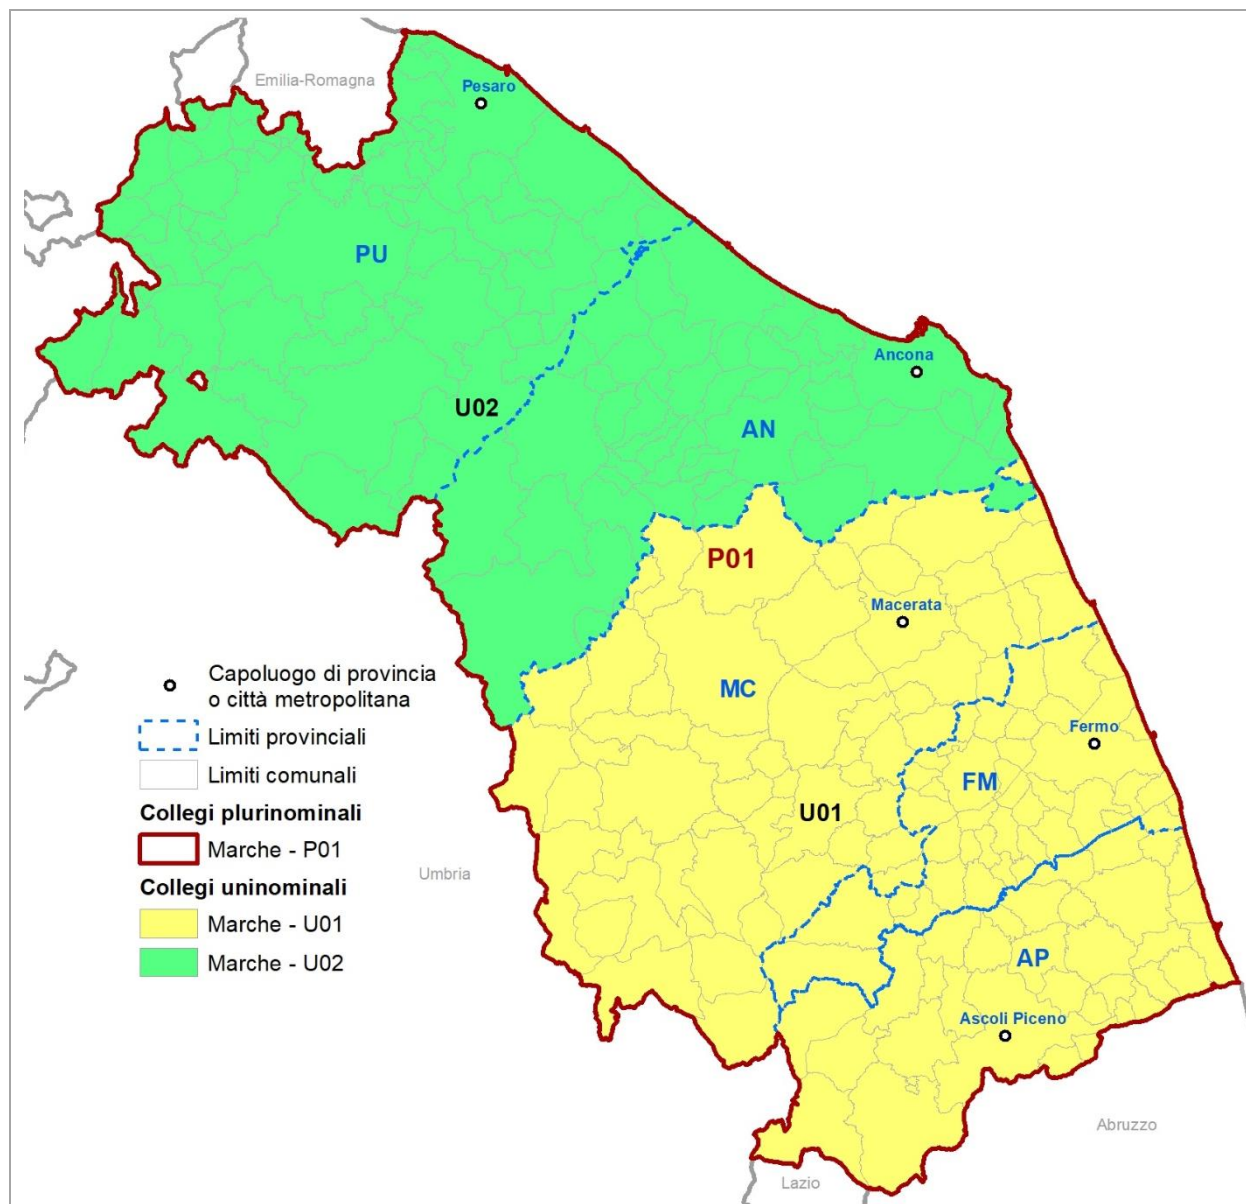 Emilia-Romagna
Pesaro
PU
Ancona
U02
AN
P01
Macerata
Capoluogo di provincia
o città metropolitana
MC
Limiti provinciali
Fermo
Limiti comunali
FM
Collegi plurinominali
U01
Marche - P01
Umbria
Collegi uninominali
Marche - U01
Marche - U02
AP
Ascoli Piceno
Abruzzo
Lazio